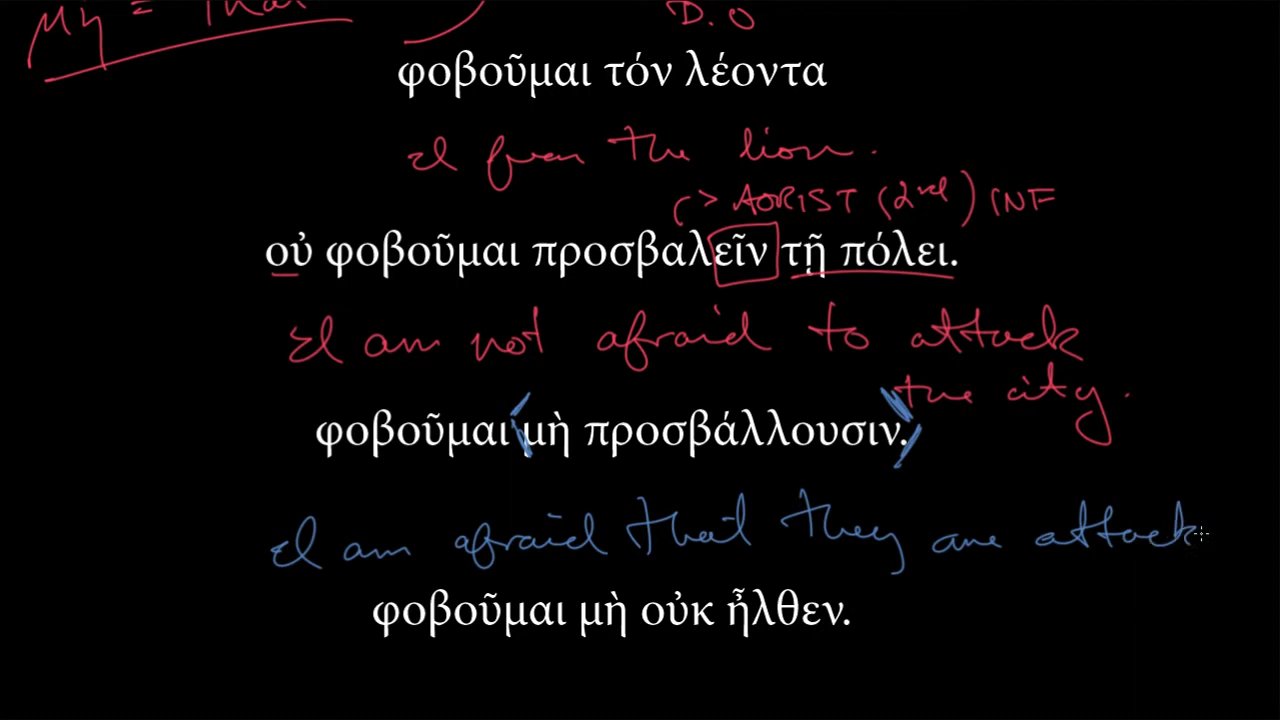 μη = That
D.O
φοβοῦμαι τόν λέοντα
I fear the lion.
(> AORIST (2nd) INF
οὐ φοβοῦμαι προσβαλεῖν τῇ πόλει.
I am not afraid to attack
the city.
φοβοῦμαι (μὴ προσβάλλουσιν.)
I am afraid that they are attack
φοβοῦμαι μὴ οὐκ ἦλθεν.